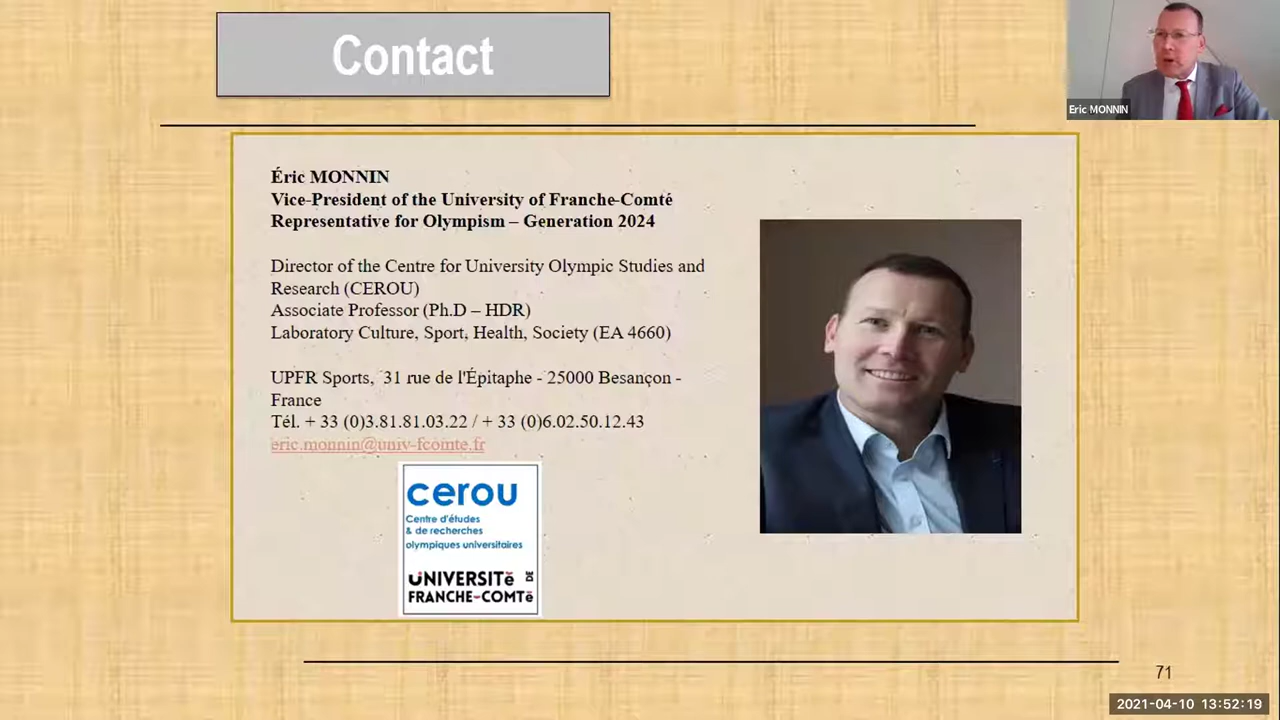 Contact
Eric MONNIN
Éric MONNIN
Vice-President of the University of Franche-Comté
Representative for Olympism – Generation 2024
Director of the Centre for University Olympic Studies and
Research (CEROU)
Associate Professor (Ph.D – HDR)
Laboratory Culture, Sport, Health, Society (EA 4660)
UPFR Sports, 31 rue de l'Épitaphe - 25000 Besançon -
France
Tél. + 33 (0)3.81.81.03.22 / + 33 (0)6.02.50.12.43
eric.monnin@univ-fcomte.fr
cerou
Centre d'études
& de recherches
olympiques universitaires
UNIVERSITé DE
FRANCHE-COMTé
71
2021-04-10 13:52:19